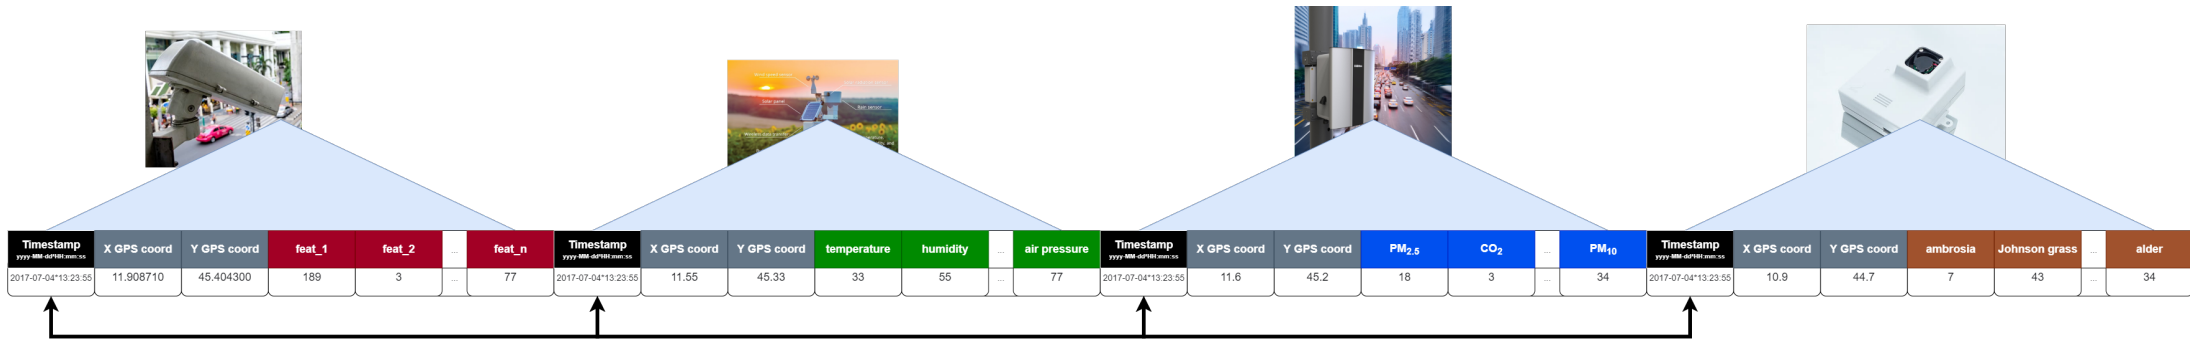 Solar panel
Rain sensor
Timestamp
yyyy-MM-dd*HH:mm:ss
X GPS coord
Y GPS coord
feat_1
feat_2
...
feat_n
Timestamp
yyyy-MM-dd*HH:mm:ss
X GPS coord
Y GPS coord
temperature
humidity
...
air pressure
Timestamp
yyyy-MM-dd*HH:mm:ss
X GPS coord
Y GPS coord
PM2.5
CO2
...
PM10
Timestamp
yyyy-MM-dd*HH:mm:ss
X GPS coord
Y GPS coord
ambrosia
Johnson grass
...
alder
2017-07-04*13:23:55
11.908710
45.404300
189
3
...
77
2017-07-04*13:23:55
11.55
45.33
33
55
...
77
2017-07-04*13:23:55
11.6
45.2
18
3
...
34
2017-07-04*13:23:55
10.9
44.7
7
43
...
34